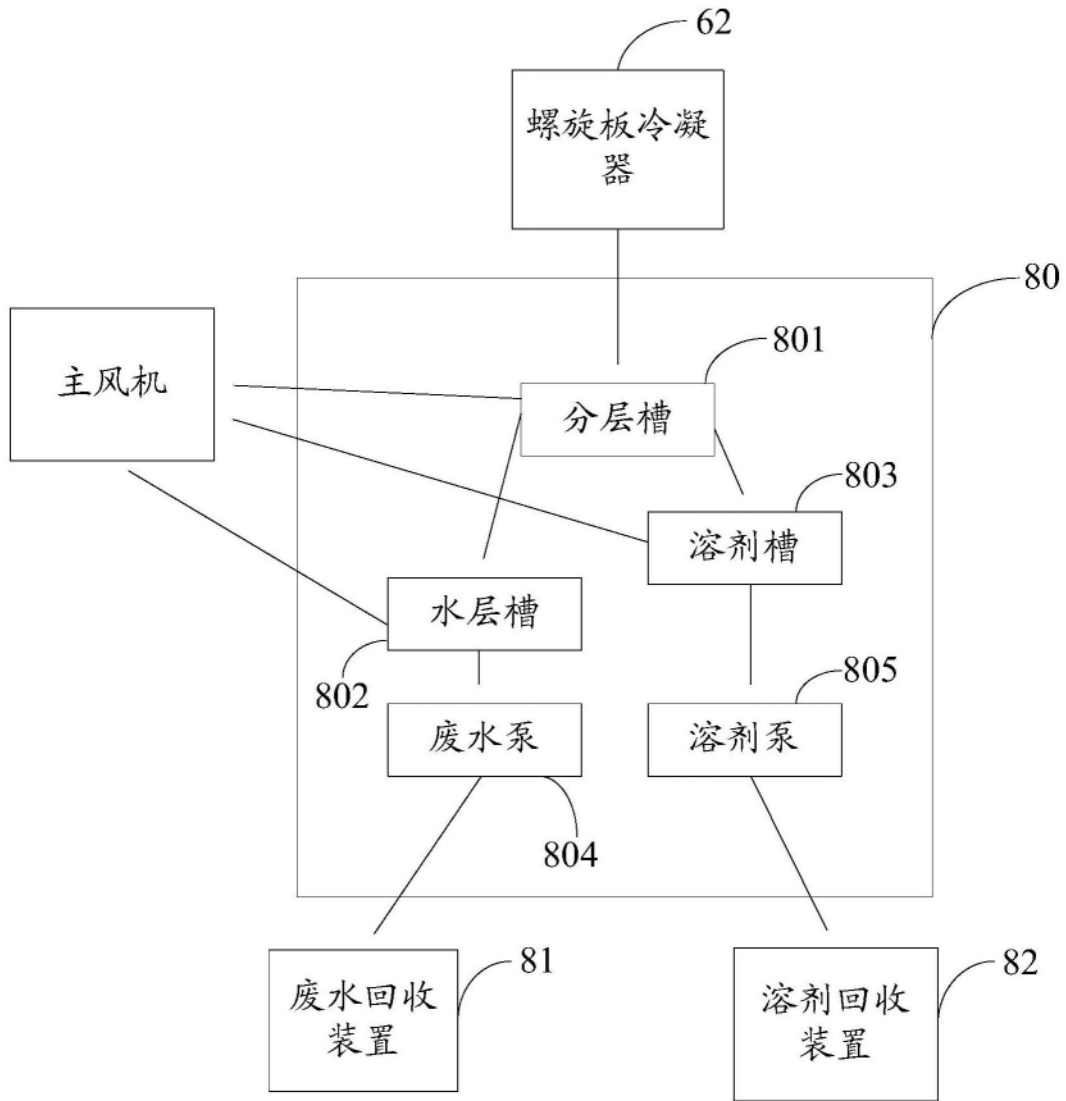 62
螺旋板冷凝
器
80
主风机
801
分层槽
803
溶剂槽
水层槽
802
805
废水泵
溶剂泵
804
81
废水回收
装置
82
溶剂回收
装置